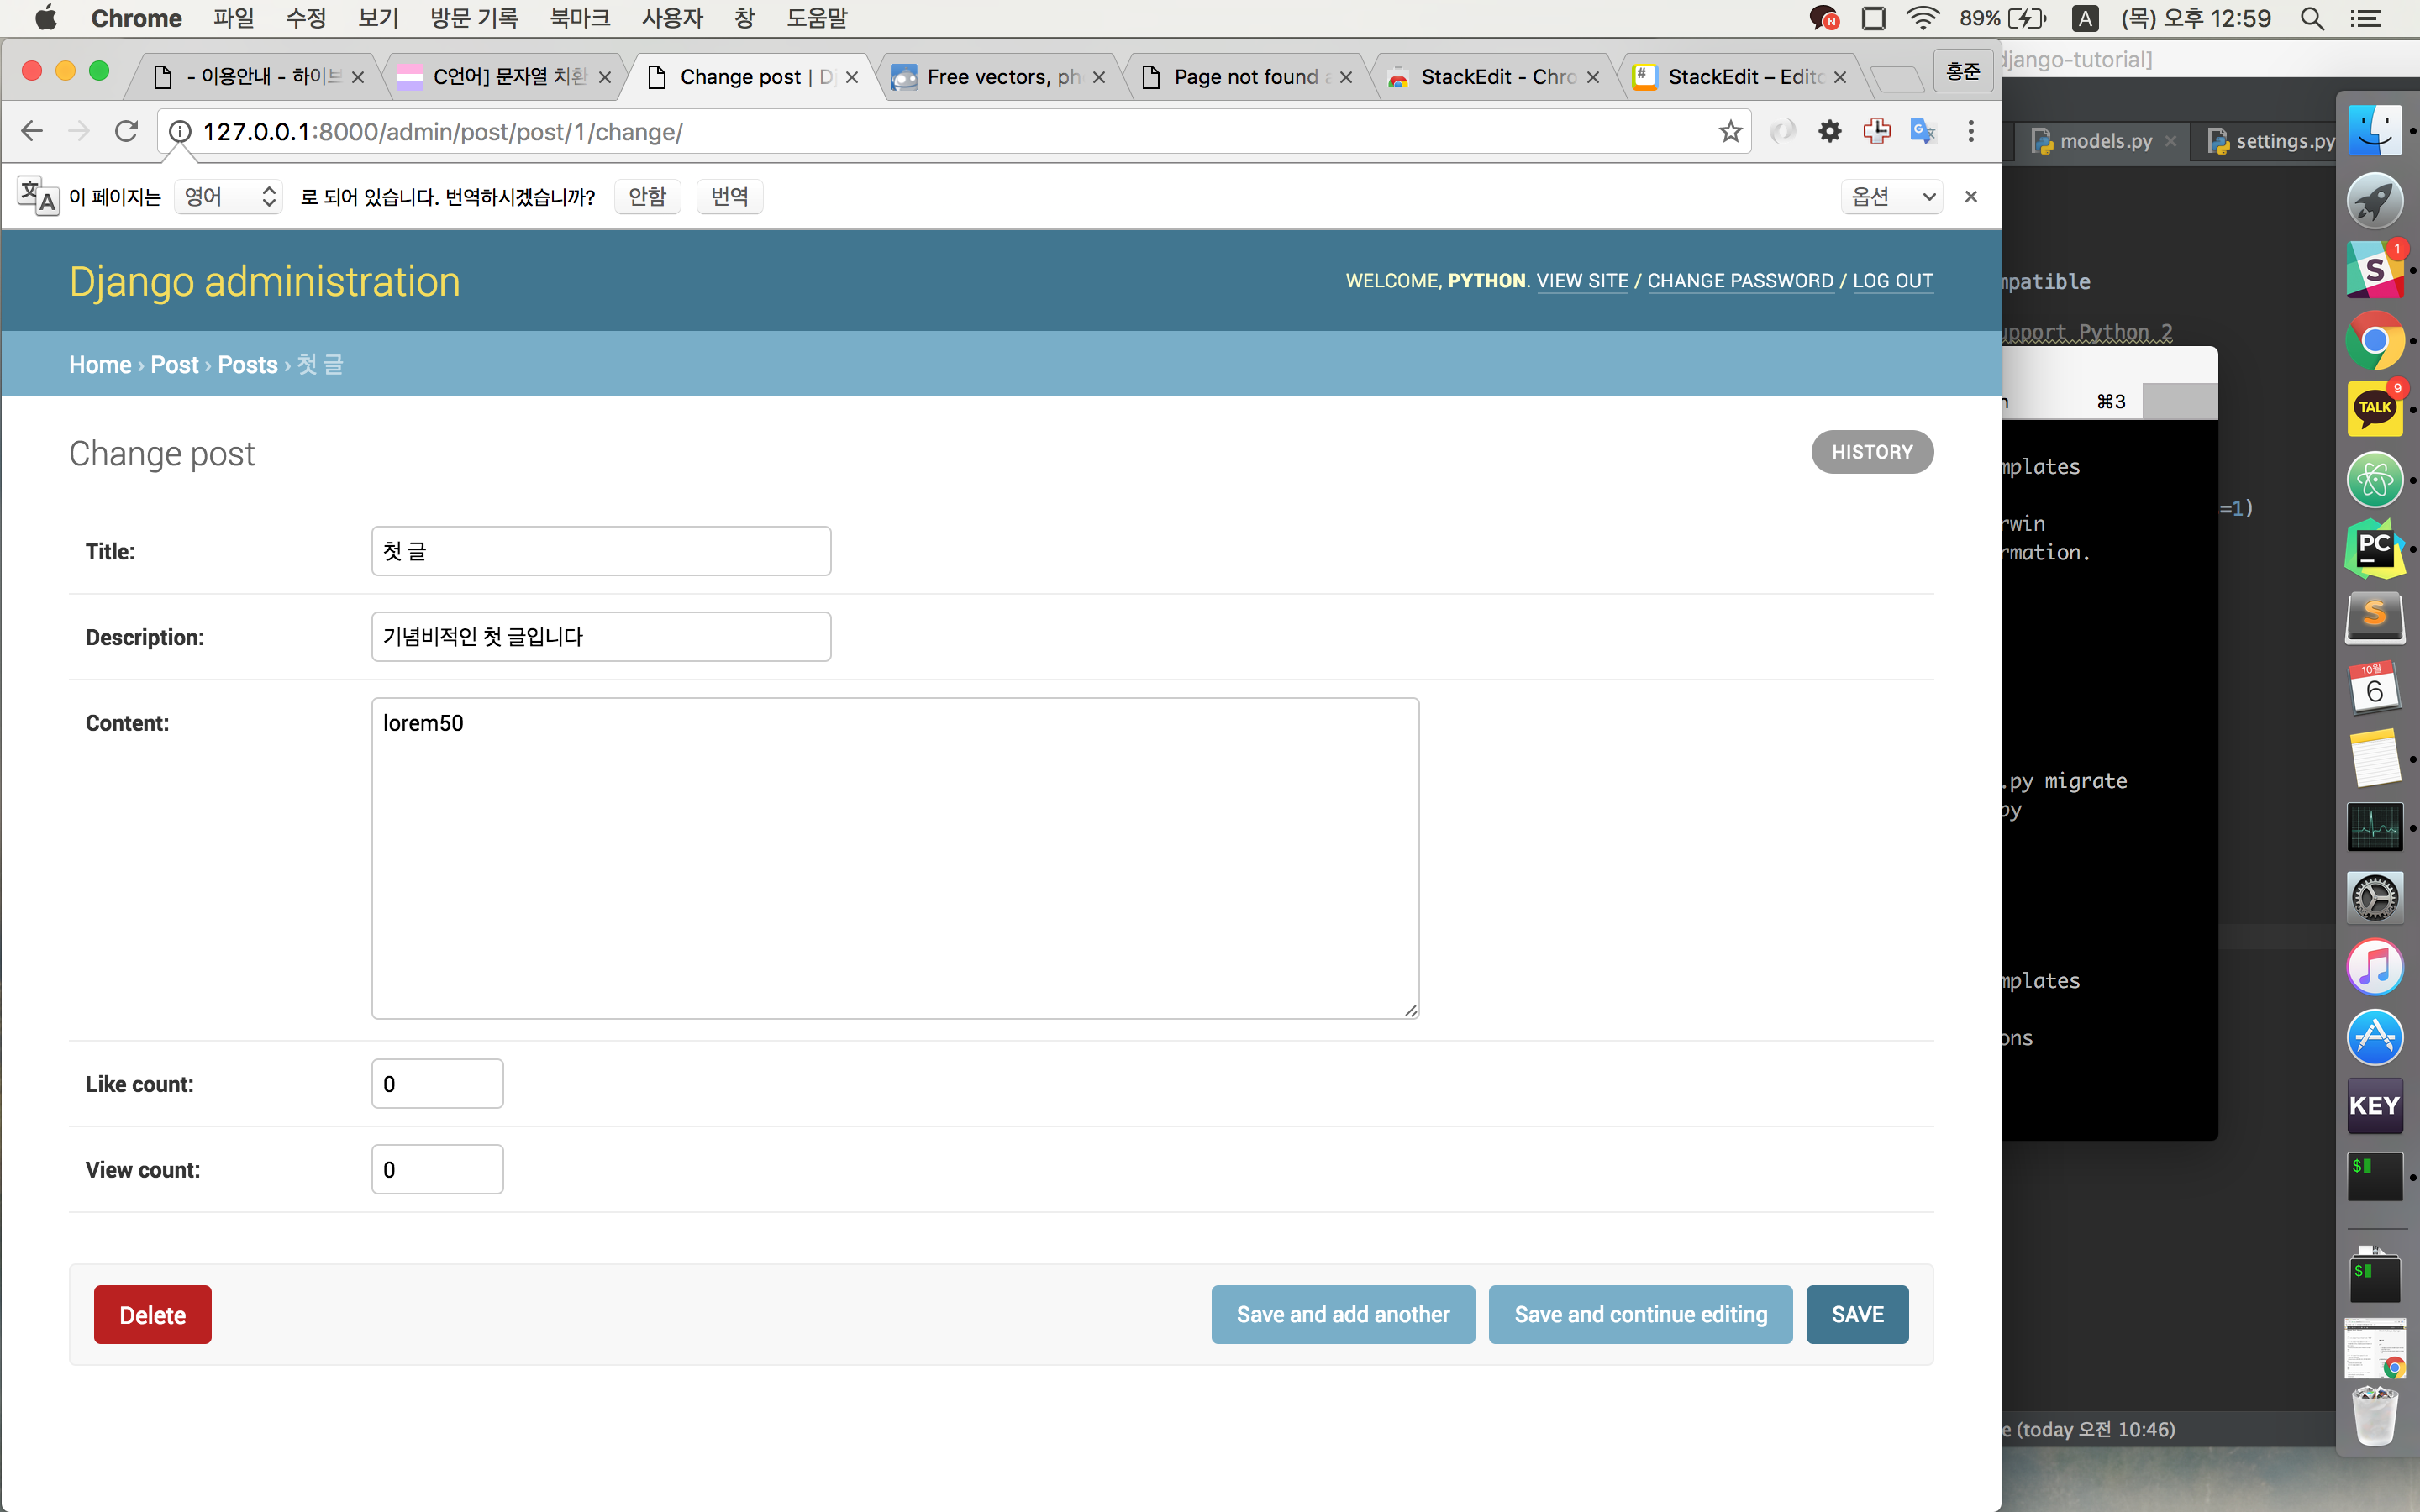 Chrome 파일 수정 보기 방문 기록 북마크 사용자 창 도움말 89% A (목) 오후 12:59
- 이용안내 - 하이브 C언어] 문자열 치환 Change post | Dj Free vectors, ph Page not found a StackEdit - Chro StackEdit – Edito 홍준
django-tutorial]
127.0.0.1:8000/admin/post/post/1/change/
models.py settings.py
이 페이지는 영어 로 되어 있습니다. 번역하시겠습니까? 안함 번역 옵션
Django administration
WELCOME, PYTHON. VIEW SITE / CHANGE PASSWORD / LOG OUT
mpatible
upport Python 2
Home › Post › Posts › 첫 글
⌘3
Change post
HISTORY
mplates
=1)
rwin
rmation.
Title: 첫 글
Description: 기념비적인 첫 글입니다
Content: lorem50
.py migrate
py
mplates
ons
Like count: 0
View count: 0
Delete Save and add another Save and continue editing SAVE
e (today 오전 10:46)
1
S
9
TALK
PC
S
10월
6
KEY
$
$